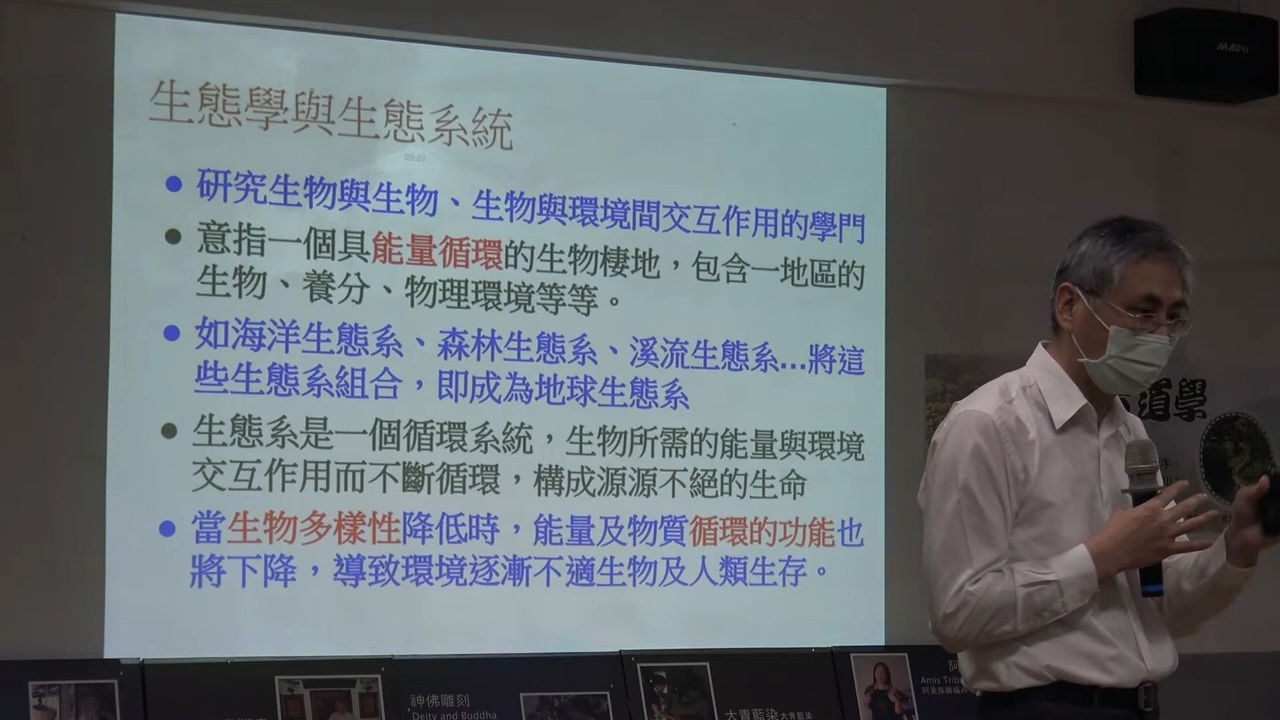 生態學與生態系統
● 研究生物與生物、生物與環境間交互作用的學門
● 意指一個具能量循環的生物棲地，包含一地區的
生物、養分、物理環境等等。
● 如海洋生態系、森林生態系、溪流生態系...將這
些生態系組合，即成為地球生態系
● 生態系是一個循環系統，生物所需的能量與環境
交互作用而不斷循環，構成源源不絕的生命
● 當生物多樣性降低時，能量及物質循環的功能也
將下降，導致環境逐漸不適生物及人類生存。
道學
神佛雕刻
Deity and Buddha
大青藍染
大青藍染
阿
Amis Trib